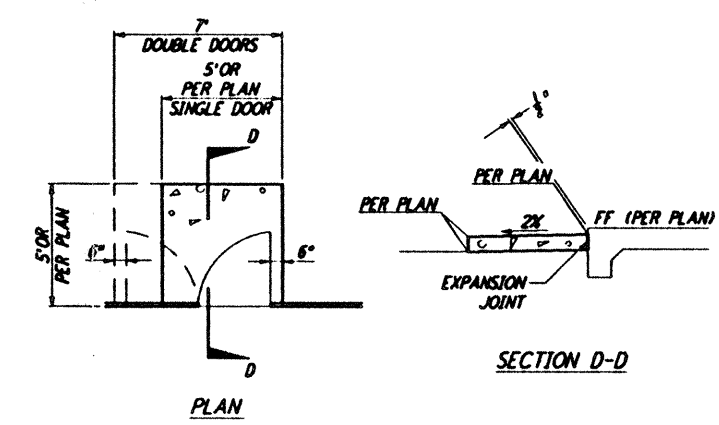 7'
DOUBLE DOORS
5' OR
PER PLAN
SINGLE DOOR
D
5' OR
PER PLAN
6"
6"
D
PLAN
PER PLAN
PER PLAN
2%
FF (PER PLAN)
EXPANSION
JOINT
SECTION D-D